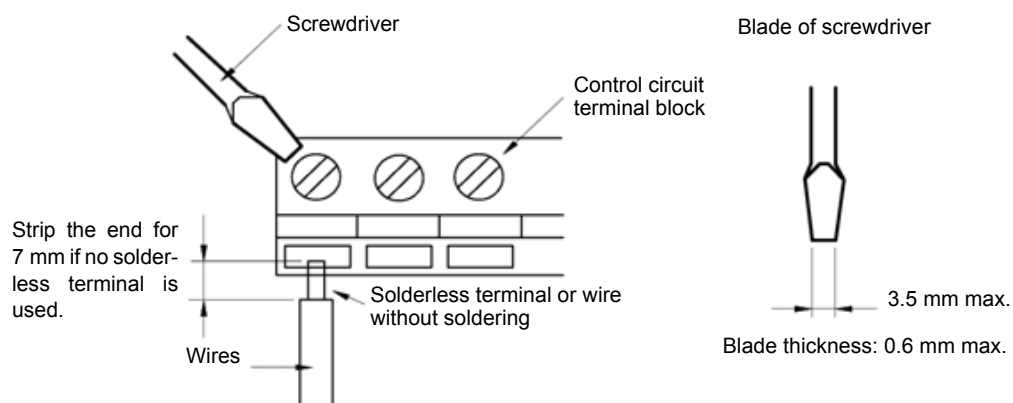 Screwdriver
Blade of screwdriver
Control circuit
terminal block
Strip the end for
7 mm if no solder-
less terminal is
used.
Solderless terminal or wire
without soldering
Wires
3.5 mm max.
Blade thickness: 0.6 mm max.